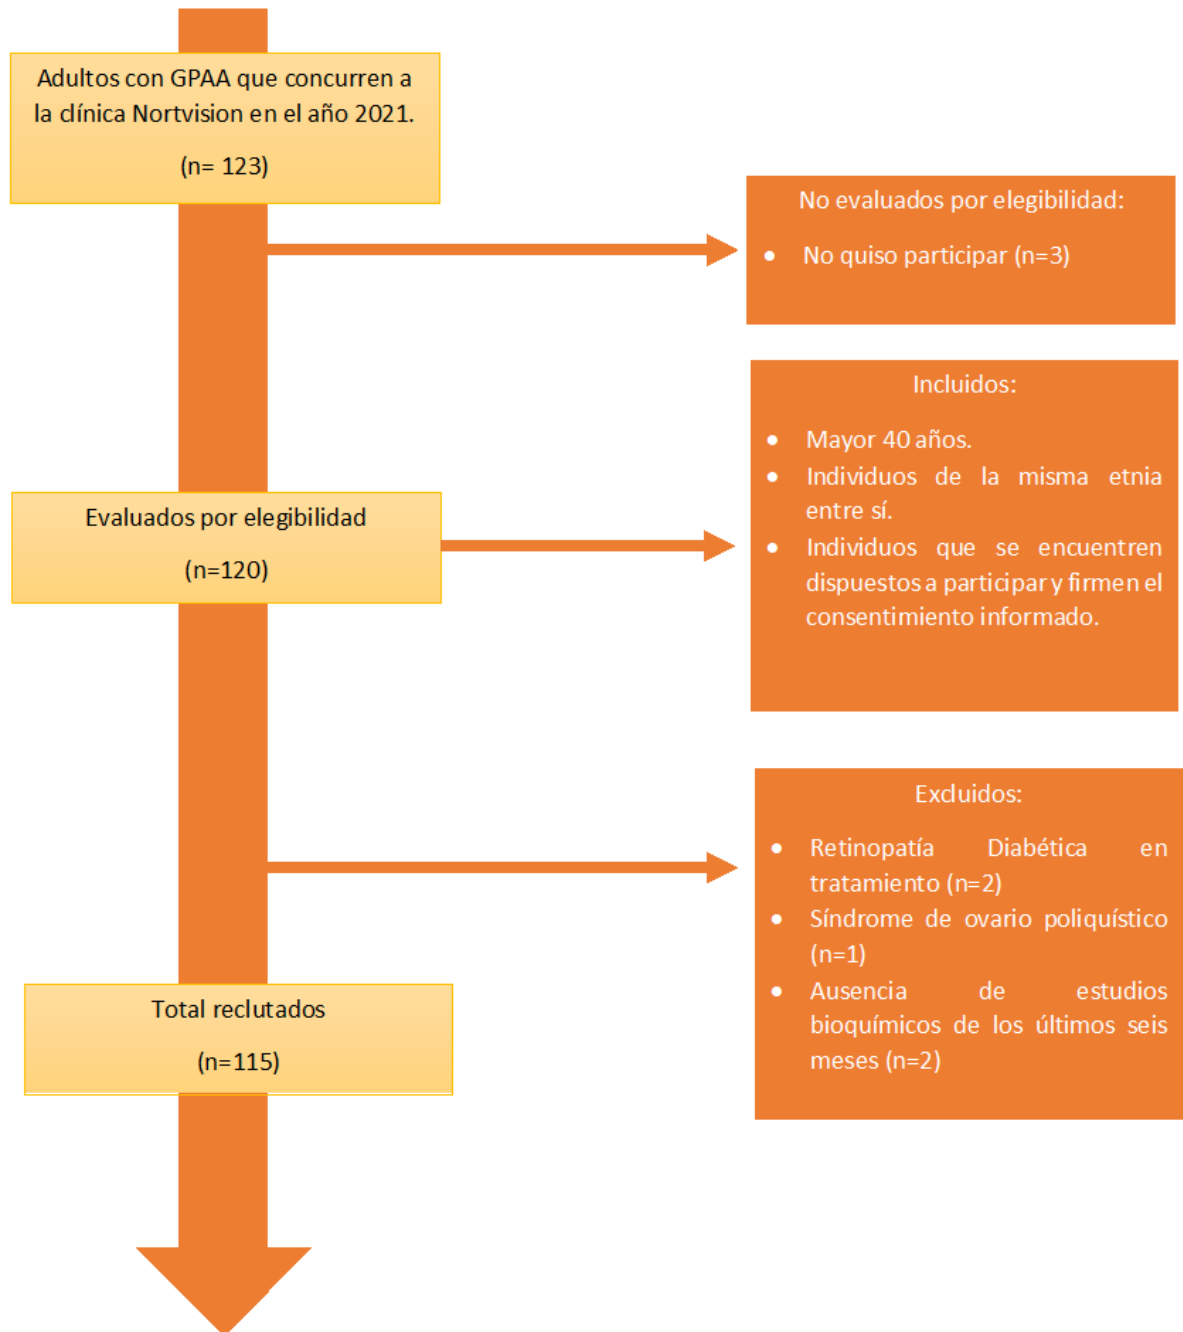 Adultos con GPAA que concurren a
la clínica Nortvision en el año 2021.
(n= 123)
No evaluados por elegibilidad:
• No quiso participar (n=3)
Incluidos:
• Mayor 40 años.
• Individuos de la misma etnia
entre sí.
• Individuos que se encuentren
dispuestos a participar y firmen el
consentimiento informado.
Evaluados por elegibilidad
(n=120)
Excluidos:
• Retinopatía Diabética en
tratamiento (n=2)
• Síndrome de ovario poliquístico
(n=1)
• Ausencia de estudios
bioquímicos de los últimos seis
meses (n=2)
Total reclutados
(n=115)